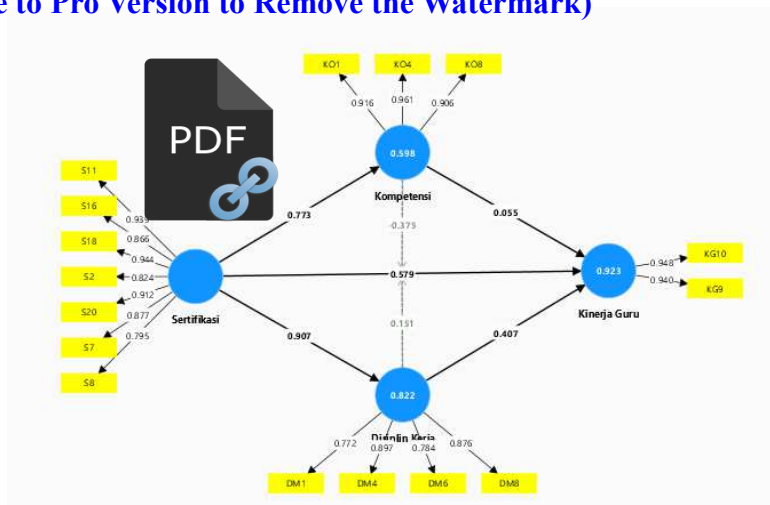 e to Pro Version to Remove the Watermark)
KO1 KO4 KO8
0.916 0.961 0.906
PDF
0.598
Kompetensi
S11
S16
S18
S2
S20
S7
S8
0.939
0.866
0.944
0.824
0.912
0.877
0.795
Sertifikasi
0.773
0.055
-0.375
0.579
0.151
0.907
0.407
0.923
Kinerja Guru
0.948
0.940
KG10
KG9
0.822
Disiplin Kerja
0.772 0.897 0.784 0.876
DM1 DM4 DM6 DM8